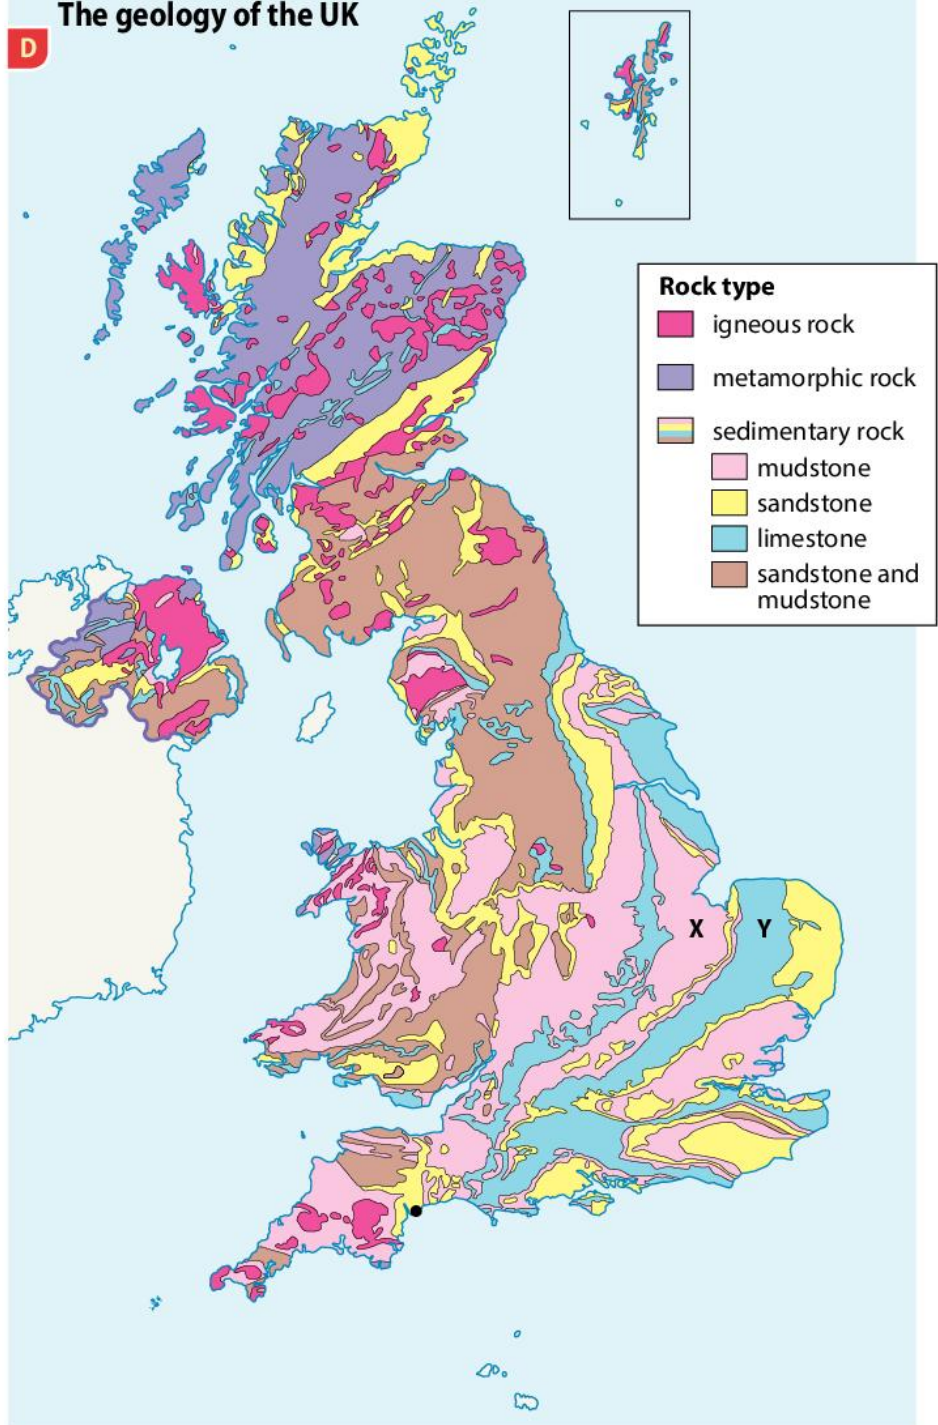 The geology of the UK
D
Rock type
igneous rock
metamorphic rock
sedimentary rock
mudstone
sandstone
limestone
sandstone and
mudstone
X
Y